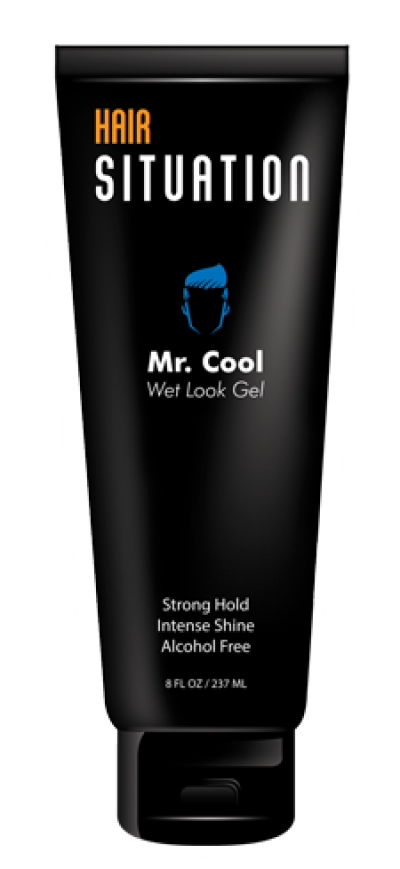 HAIR
SITUATION
Mr. Cool
Wet Look Gel
Strong Hold
Intense Shine
Alcohol Free
8 FL OZ / 237 ML